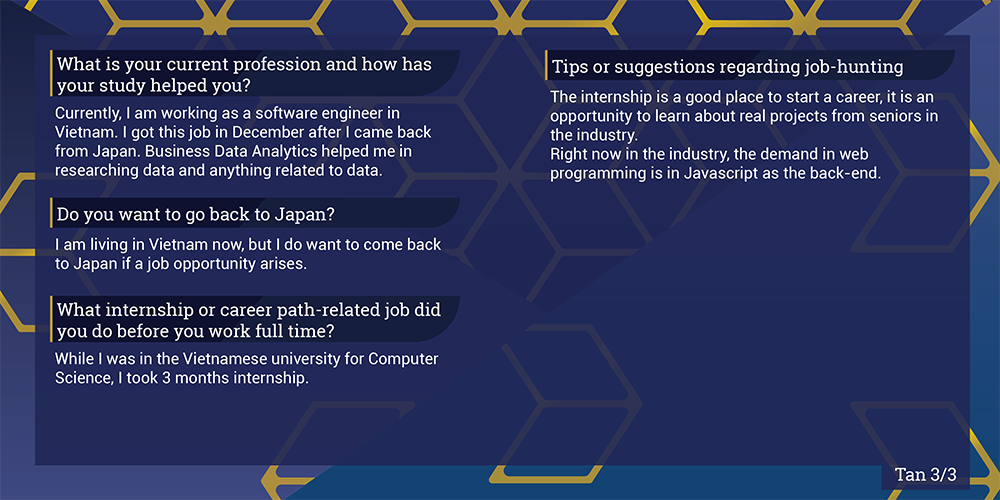 What is your current profession and how has
your study helped you?
Currently, I am working as a software engineer in
Vietnam. I got this job in December after I came back
from Japan. Business Data Analytics helped me in
researching data and anything related to data.
Do you want to go back to Japan?
I am living in Vietnam now, but I do want to come back
to Japan if a job opportunity arises.
What internship or career path-related job did
you do before you work full time?
While I was in the Vietnamese university for Computer
Science, I took 3 months internship.
Tips or suggestions regarding job-hunting
The internship is a good place to start a career, it is an
opportunity to learn about real projects from seniors in
the industry.
Right now in the industry, the demand in web
programming is in Javascript as the back-end.
Tan 3/3